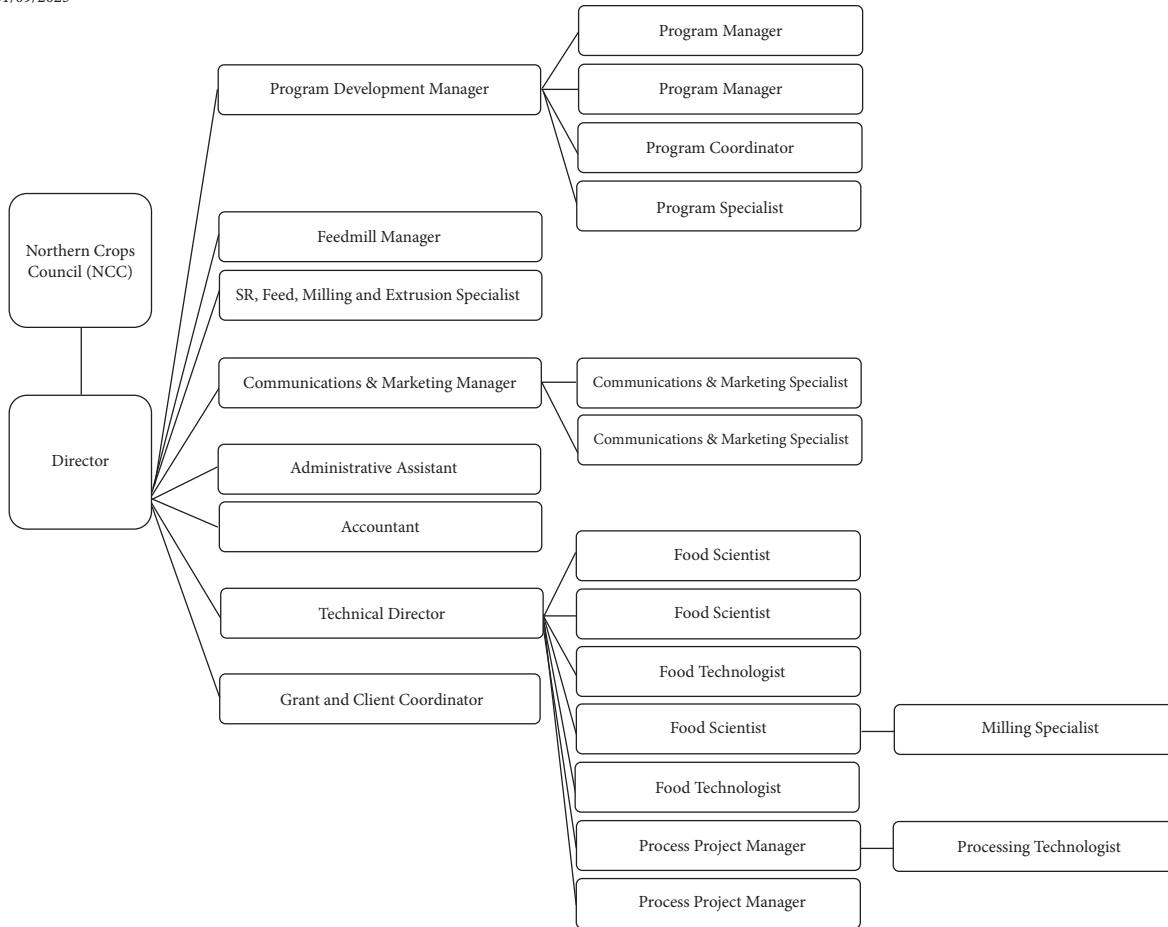 Program Manager
Program Development Manager
Program Manager
Program Coordinator
Program Specialist
Northern Crops
Council (NCC)
Feedmill Manager
SR, Feed, Milling and Extrusion Specialist
Communications & Marketing Manager
Communications & Marketing Specialist
Communications & Marketing Specialist
Director
Administrative Assistant
Accountant
Food Scientist
Technical Director
Food Scientist
Food Technologist
Grant and Client Coordinator
Food Scientist
Milling Specialist
Food Technologist
Process Project Manager
Processing Technologist
Process Project Manager